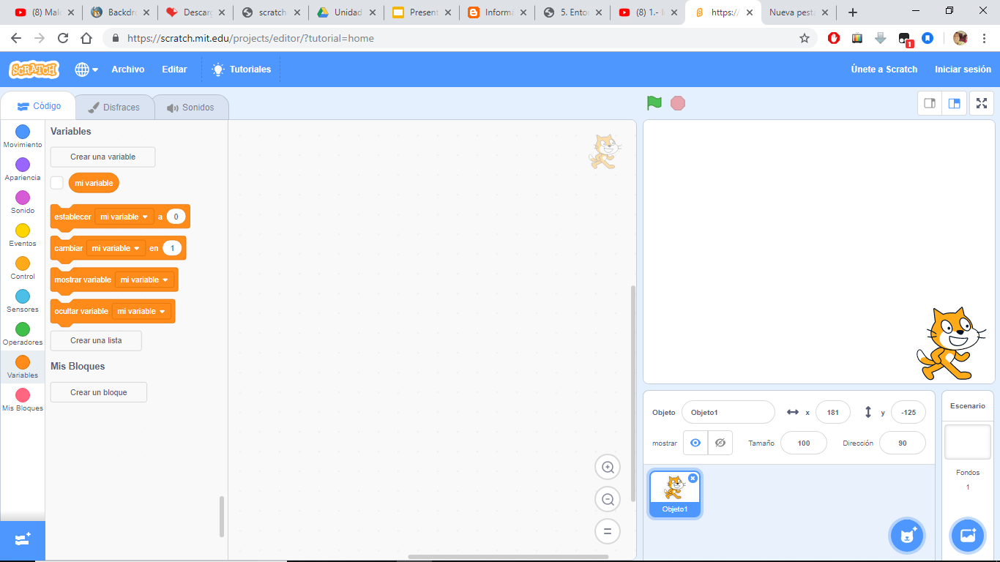 (8) Mak
Backdro
Descarg
scratch
Unidad
Present
Informa
5. Ento
(8) 1.- I
https://
Nueva pest
https://scratch.mit.edu/projects/editor/?tutorial=home
1
SCRATCH
Archivo
Editar
Tutoriales
Únete a Scratch
Iniciar sesión
Código
Disfraces
Sonidos
Movimiento
Apariencia
Sonido
Eventos
Control
Sensores
Operadores
Variables
Mis Bloques
Variables
Crear una variable
mi variable
establecer mi variable a 0
cambiar mi variable en 1
mostrar variable mi variable
ocultar variable mi variable
Crear una lista
Mis Bloques
Crear un bloque
Objeto Objeto1 x 181 y -125
mostrar Tamaño 100 Dirección 90
Objeto1
Escenario
Fondos
1